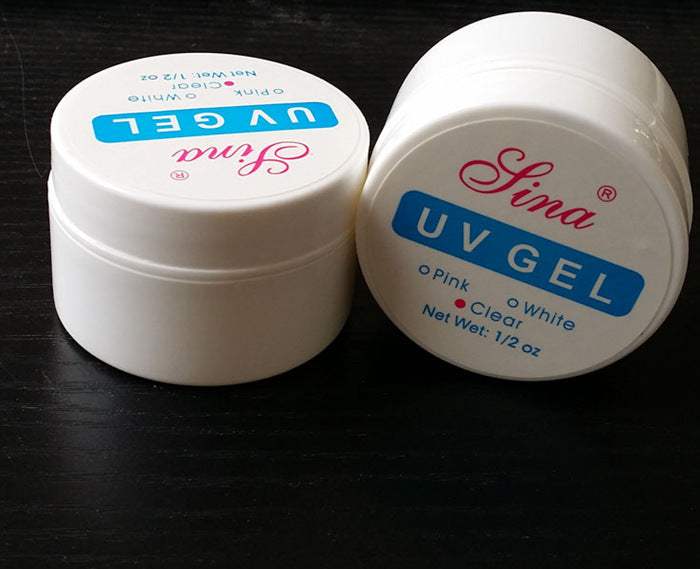 Sina®
UV GEL
O Pink O White
● Clear
Net Wet: 1/2 oz
Sina®
UV GEL
O Pink O White
● Clear
Net Wet: 1/2 oz